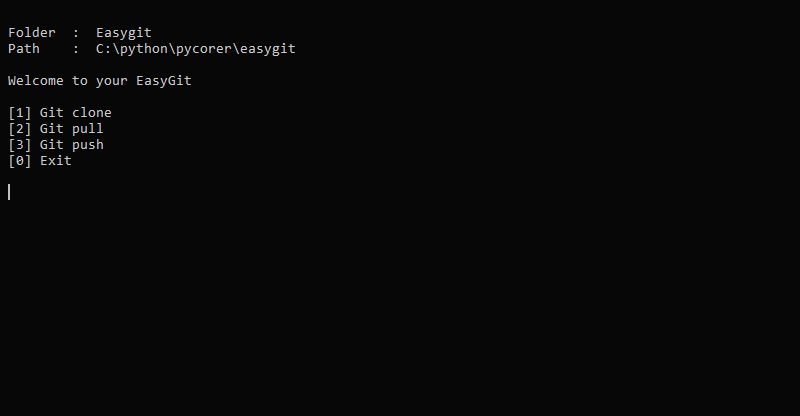 Folder  :  Easygit
Path    :  C:\python\pycorer\easygit
Welcome to your EasyGit
[1] Git clone
[2] Git pull
[3] Git push
[0] Exit